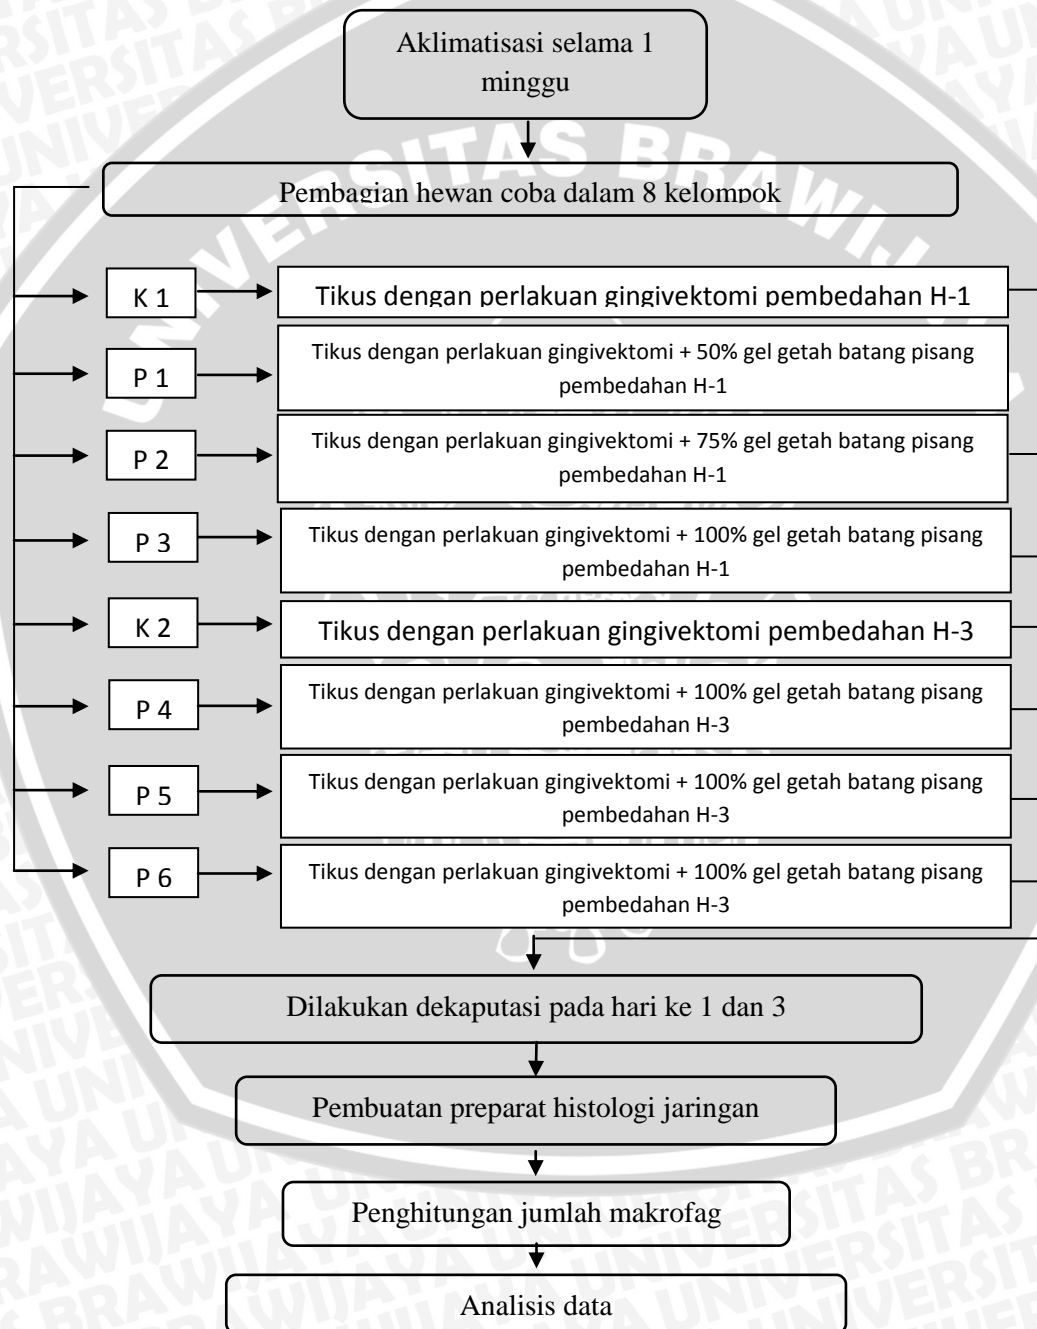 Aklimatisasi selama 1
minggu
Pembagian hewan coba dalam 8 kelompok
K 1
Tikus dengan perlakuan gingivektomi pembedahan H-1
P 1
Tikus dengan perlakuan gingivektomi + 50% gel getah batang pisang
pembedahan H-1
P 2
Tikus dengan perlakuan gingivektomi + 75% gel getah batang pisang
pembedahan H-1
P 3
Tikus dengan perlakuan gingivektomi + 100% gel getah batang pisang
pembedahan H-1
K 2
Tikus dengan perlakuan gingivektomi pembedahan H-3
P 4
Tikus dengan perlakuan gingivektomi + 100% gel getah batang pisang
pembedahan H-3
P 5
Tikus dengan perlakuan gingivektomi + 100% gel getah batang pisang
pembedahan H-3
P 6
Tikus dengan perlakuan gingivektomi + 100% gel getah batang pisang
pembedahan H-3
Dilakukan dekaputasi pada hari ke 1 dan 3
Pembuatan preparat histologi jaringan
Penghitungan jumlah makrofag
Analisis data